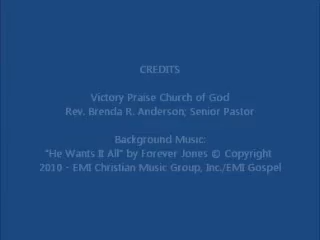 CREDITS
Victory Praise Church of God
Rev. Brenda R. Anderson; Senior Pastor
Background Music:
"He Wants It All" by Forever Jones © Copyright
2010 - EMI Christian Music Group, Inc./EMI Gospel